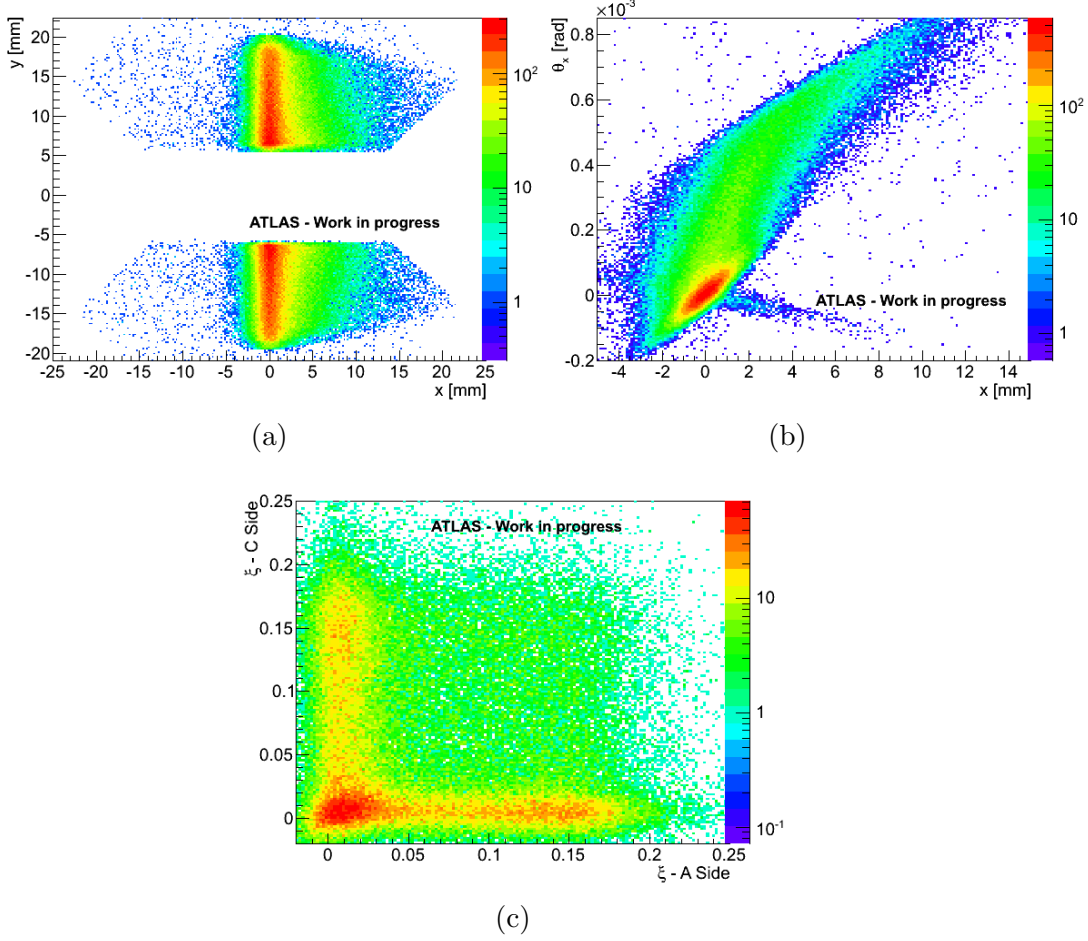 y [mm]
20
15
10
5
0
-5
-10
-15
-20
ATLAS - Work in progress
-25 -20 -15 -10 -5 0 5 10 15 20 25
x [mm]
10²
10
1
(a)
×10⁻³
θₓ [rad]
0.8
0.6
0.4
0.2
0
-0.2
ATLAS - Work in progress
-4 -2 0 2 4 6 8 10 12 14
x [mm]
10²
10
1
(b)
ξ - C Side
0.25
0.2
0.15
0.1
0.05
0
ATLAS - Work in progress
0 0.05 0.1 0.15 0.2 0.25
ξ - A Side
10
1
10⁻¹
(c)